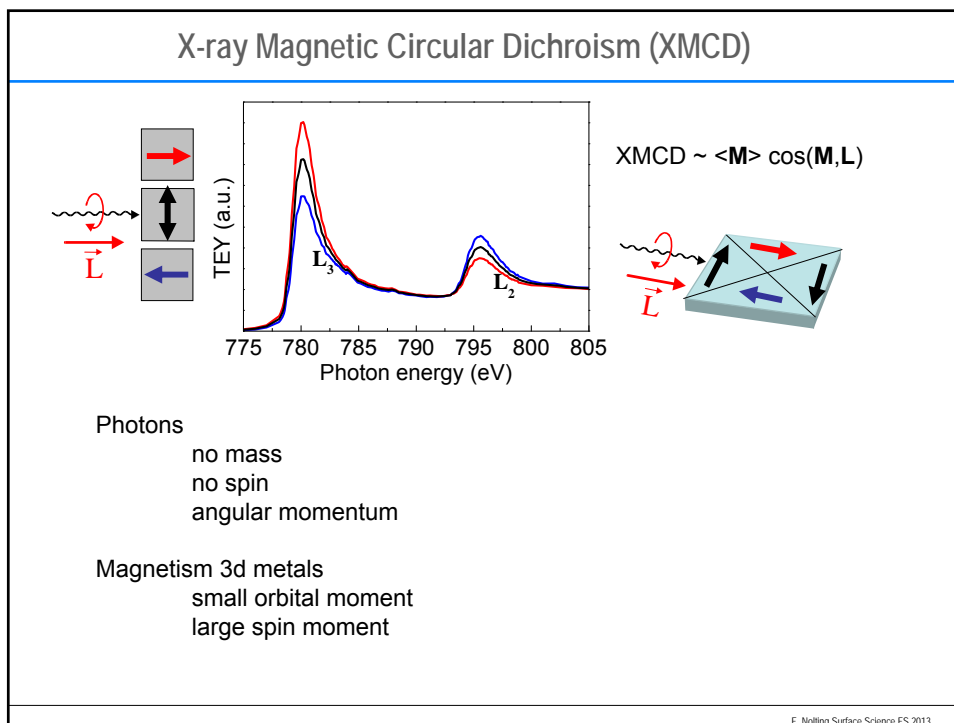 X-ray Magnetic Circular Dichroism (XMCD)
L
TEY (a.u.)
L3
L2
775 780 785 790 795 800 805
Photon energy (eV)
XMCD ~ <M> cos(M,L)
L
Photons
no mass
no spin
angular momentum
Magnetism 3d metals
small orbital moment
large spin moment
F. Nolting Surface Science FS 2013